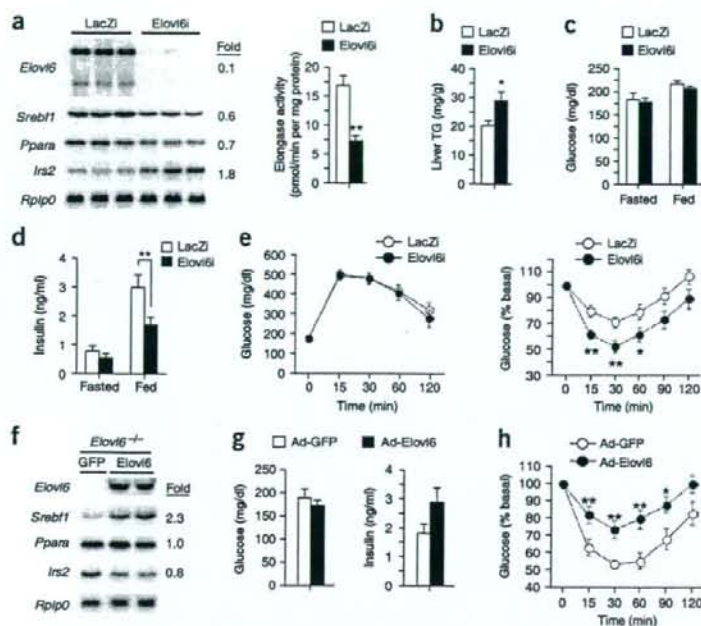 a
LacZi Elovl6i
Fold
Elovl6
0.1
Srebf1
0.6
Ppara
0.7
Irs2
1.8
Rplp0
Elongase activity
(pmol/min per mg protein)
20
15
10
5
0
LacZi
Elovl6i
**
b
LacZi
Elovl6i
Liver TG (mg/g)
40
30
20
10
0
*
c
LacZi
Elovl6i
Glucose (mg/dl)
250
200
150
100
50
0
Fasted Fed
d
LacZi
Elovl6i
**
Insulin (ng/ml)
4
3
2
1
0
Fasted Fed
e
LacZi
Elovl6i
Glucose (mg/dl)
600
500
400
300
200
100
0
0 15 30 60 120
Time (min)
LacZi
Elovl6i
Glucose (% basal)
110
90
70
50
30
** ** *
0 15 30 60 90 120
Time (min)
f
Elovl6−/−
GFP Elovl6
Fold
Elovl6
Srebf1
2.3
Ppara
1.0
Irs2
0.8
Rplp0
g
Ad-GFP Ad-Elovl6
Glucose (mg/dl)
250
200
150
100
50
0
Insulin (ng/ml)
4
3
2
1
0
h
Ad-GFP
Ad-Elovl6
Glucose (% basal)
100
90
80
70
60
50
40
** ** ** *
0 15 30 60 90 120
Time (min)